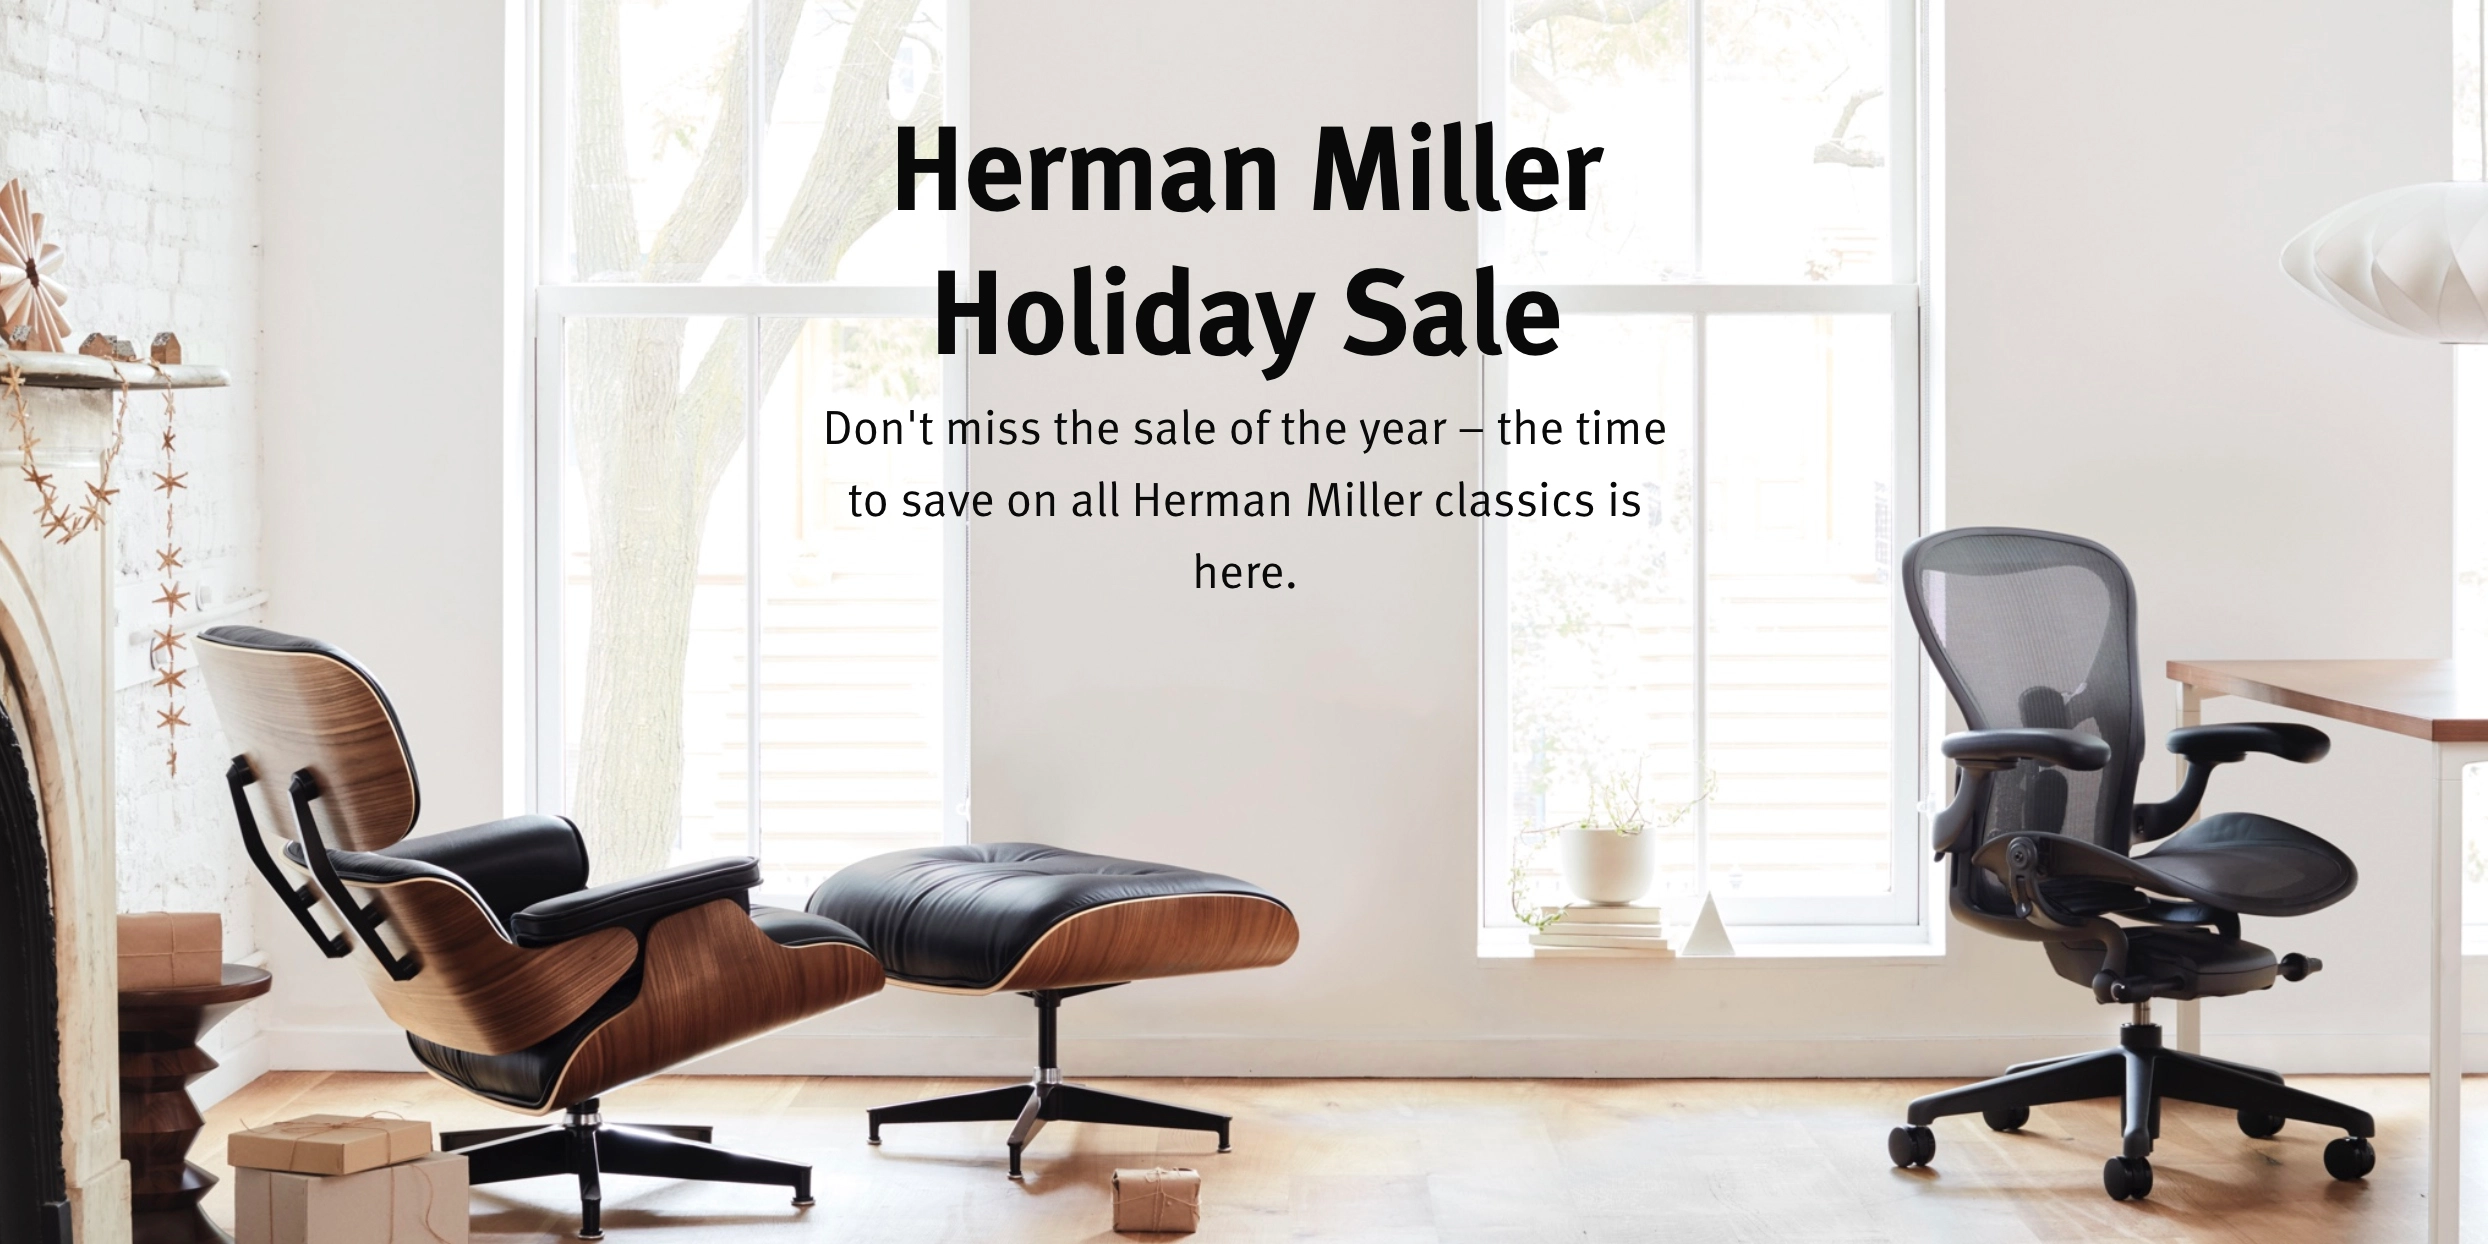 Herman Miller
Holiday Sale
Don't miss the sale of the year – the time
to save on all Herman Miller classics is
here.